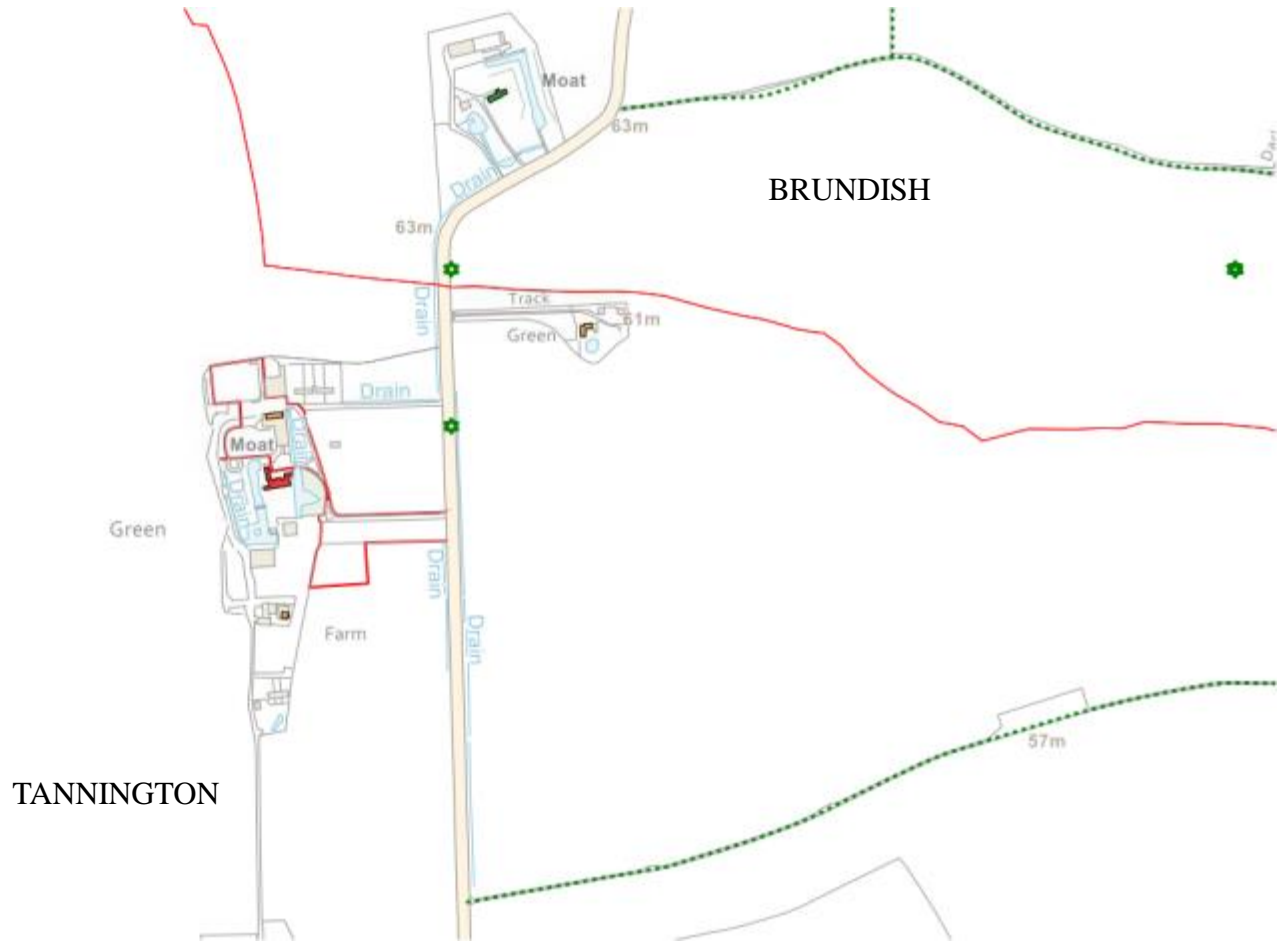 Moat
63m
Drain
BRUNDISH
63m
Drain
Track
61m
Green
Drain
Moat
Drain
Drain
Green
Drain
Farm
Drain
57m
TANNINGTON